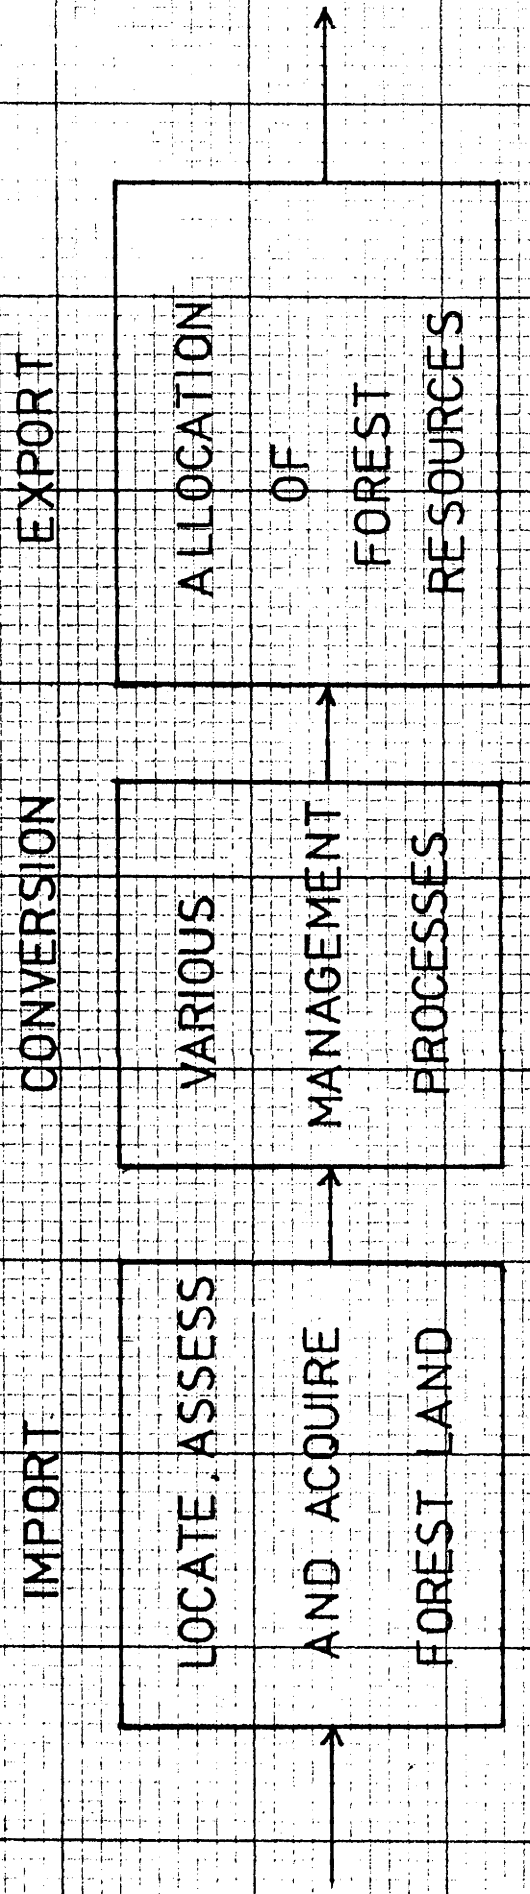 IMPORT
LOCATE, ASSESS
AND ACQUIRE
FOREST LAND
CONVERSION
VARIOUS
MANAGEMENT
PROCESSES
EXPORT
ALLOCATION
OF
FOREST
RESOURCES